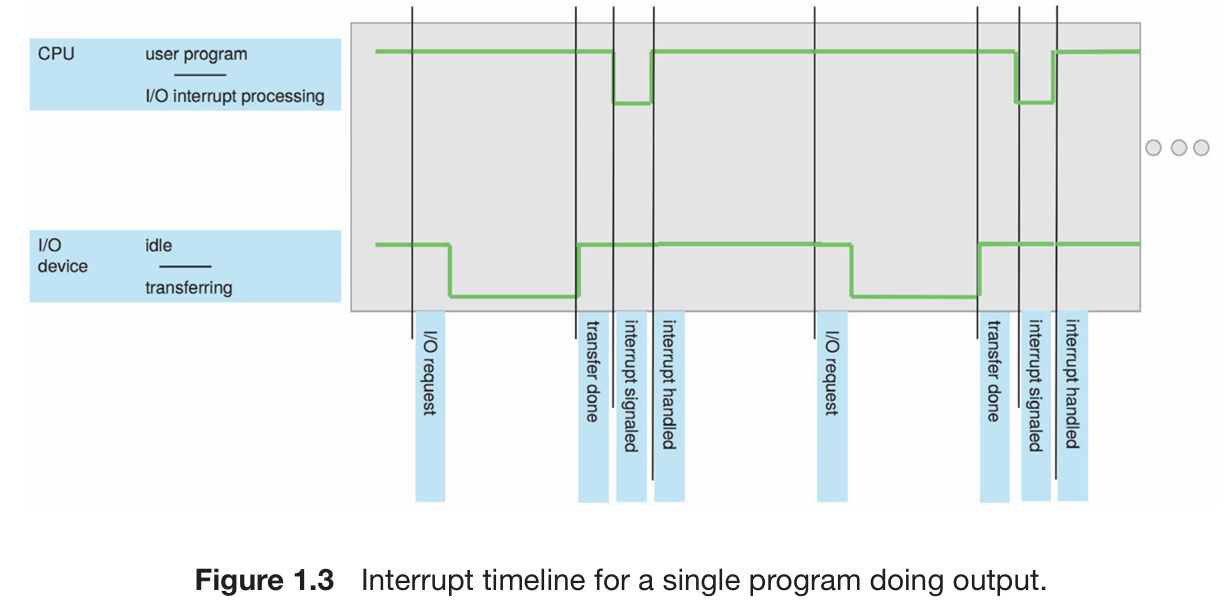 CPU
user program
I/O interrupt processing
I/O
device
idle
transferring
I/O request
transfer done
interrupt signaled
interrupt handled
I/O request
transfer done
interrupt signaled
interrupt handled
Figure 1.3 Interrupt timeline for a single program doing output.